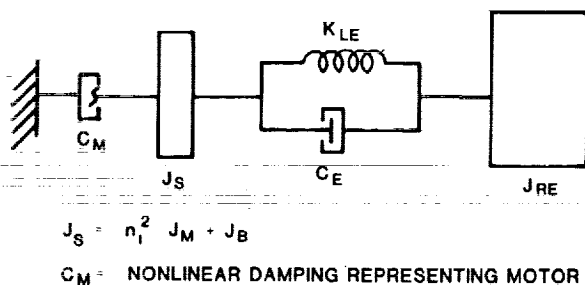 K_LE
C_M
J_S
C_E
J_RE
J_S = n_1^2 J_M + J_B
C_M = NONLINEAR DAMPING REPRESENTING MOTOR